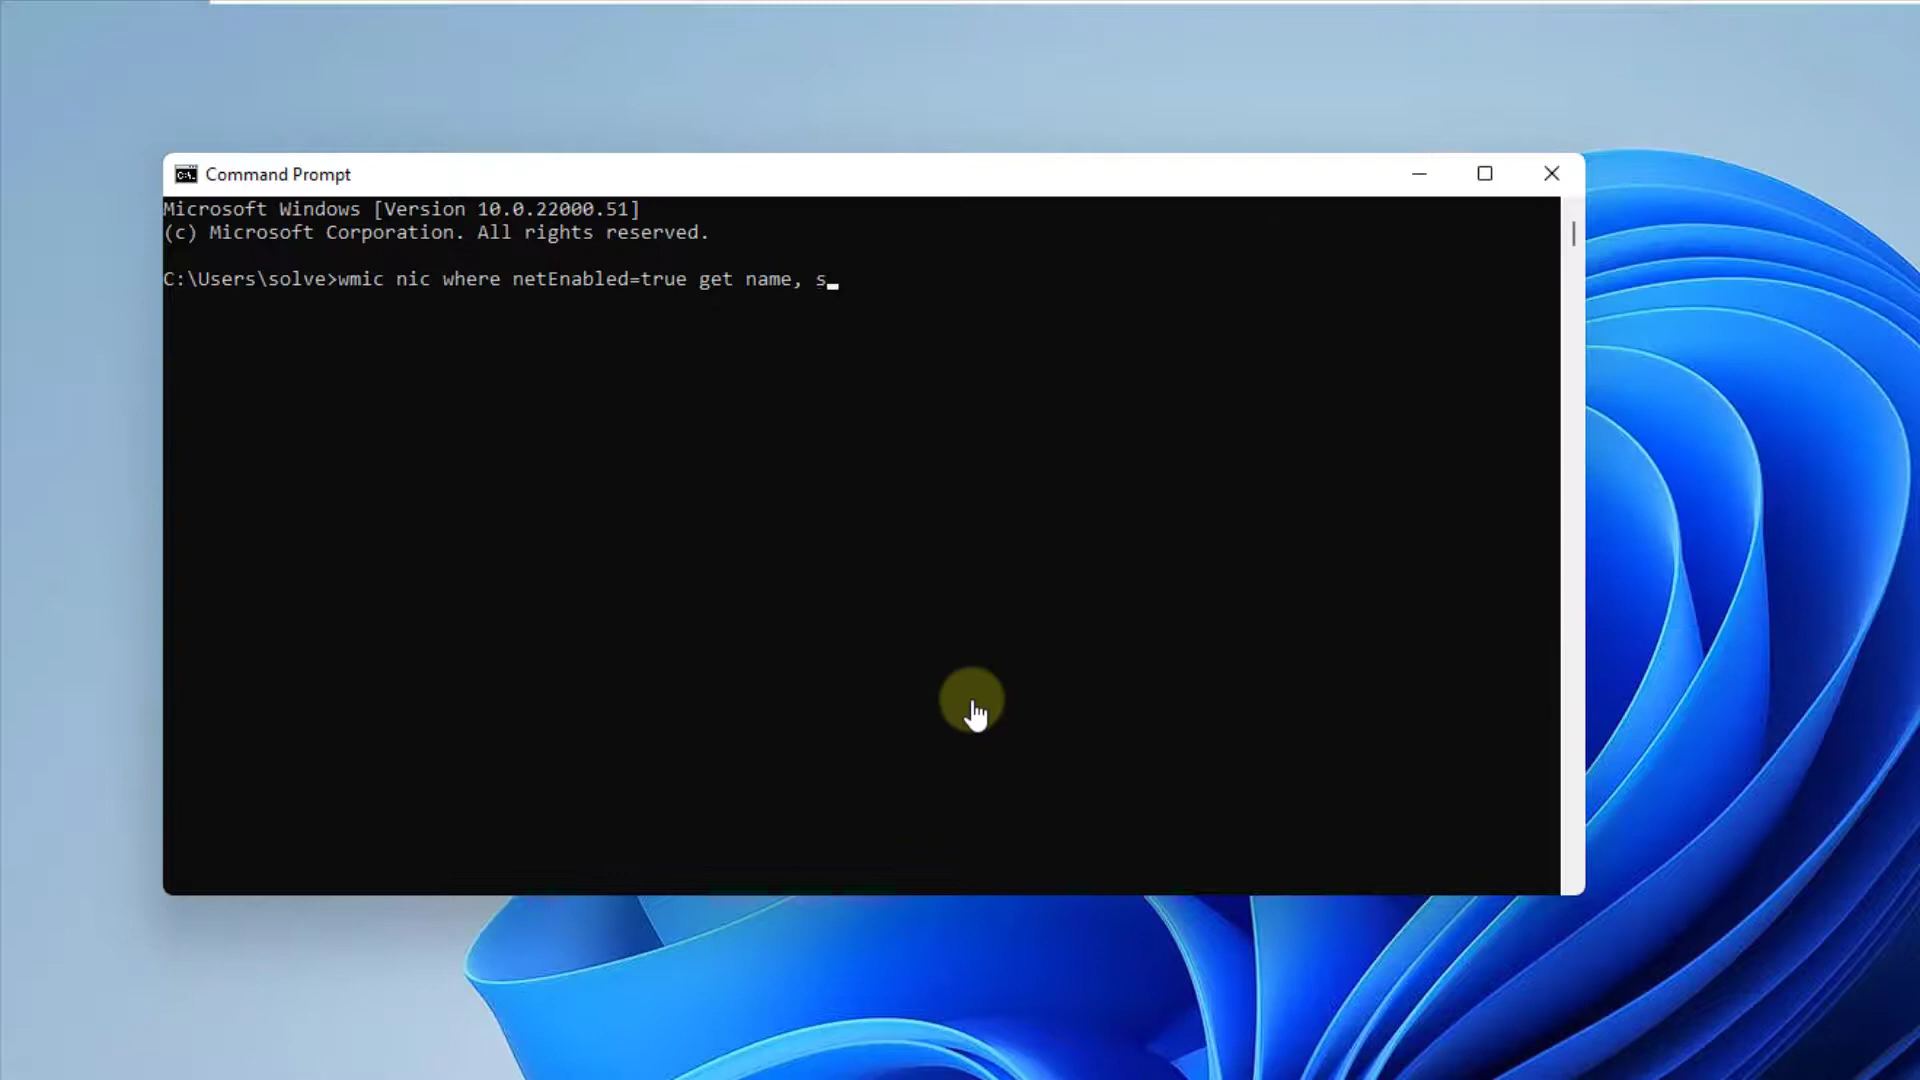 Command Prompt
Microsoft Windows [Version 10.0.22000.51]
(c) Microsoft Corporation. All rights reserved.
C:\Users\solve>wmic nic where netEnabled=true get name, s